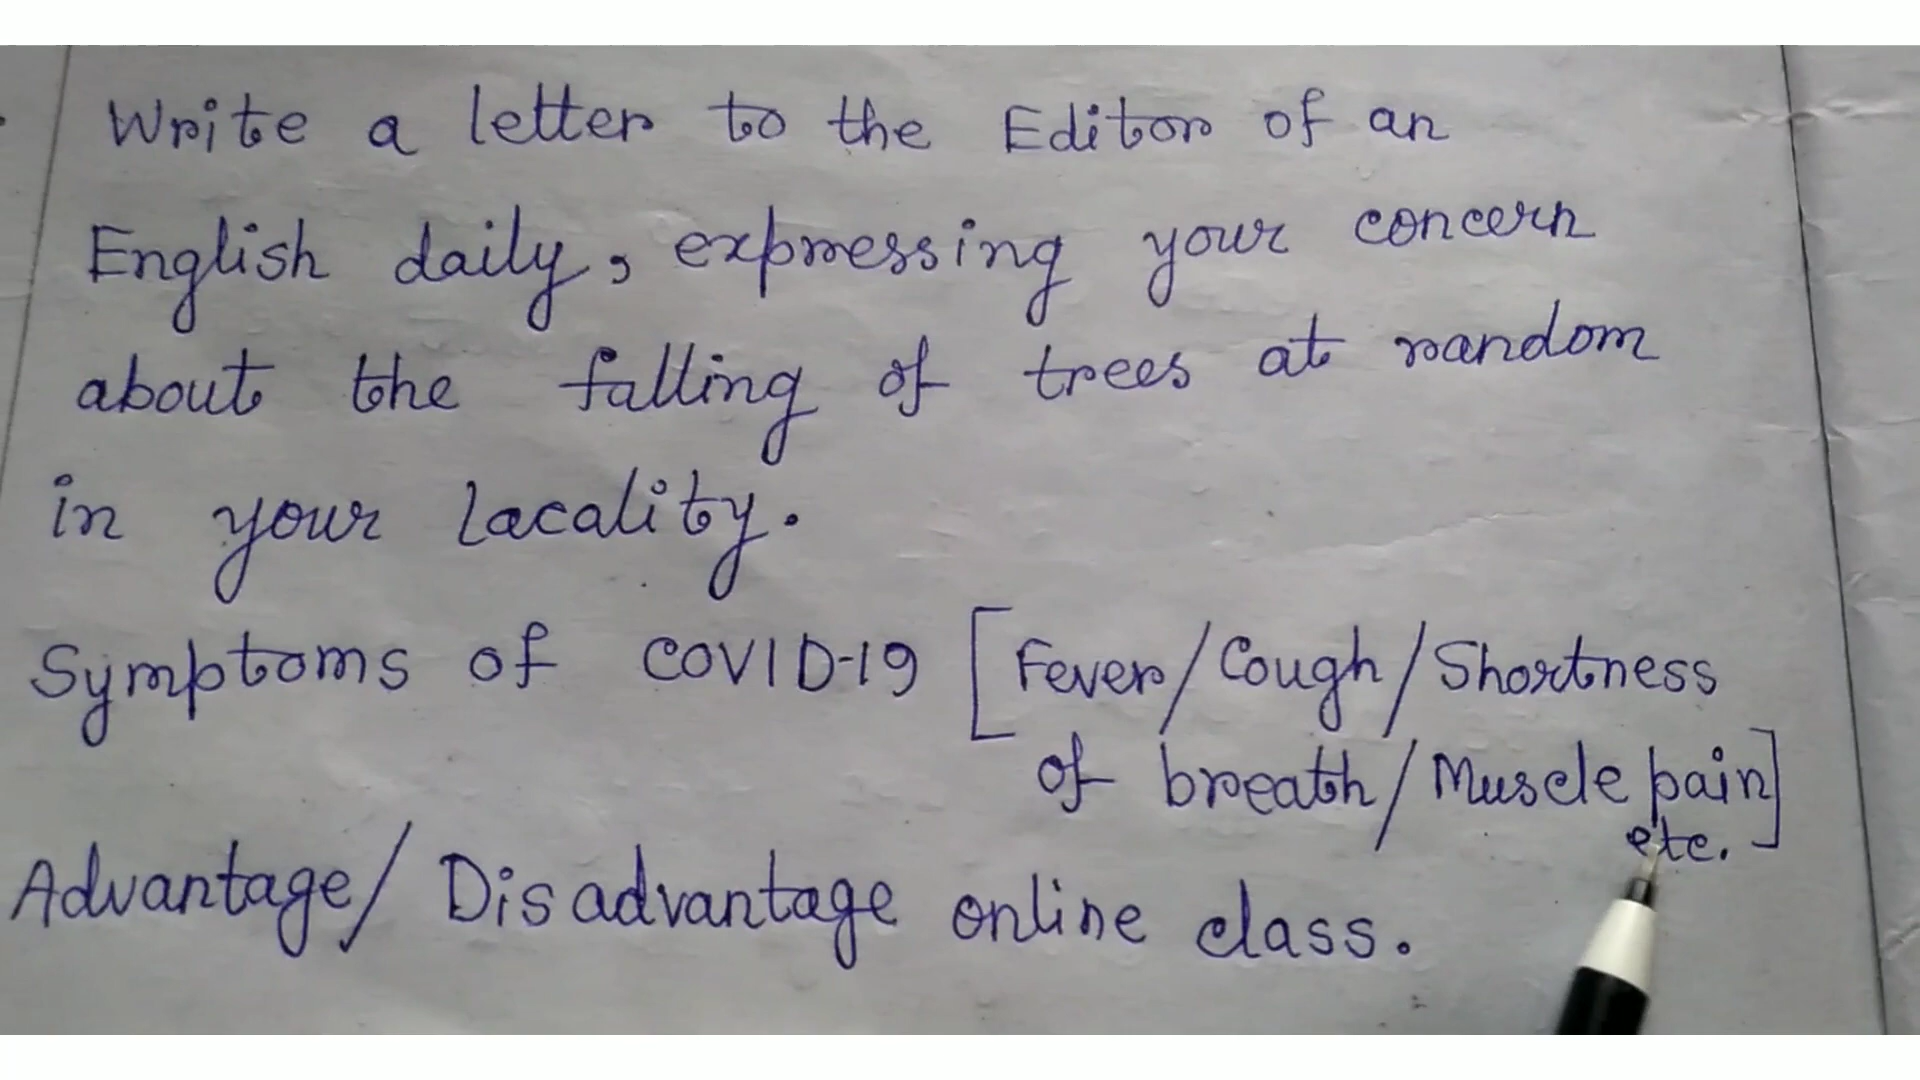 Write a letter to the Editor of an
English daily, expressing your concern
about the falling of trees at random
in your lacality.
Symptoms of COVID-19 [Fever/Cough/Shortness
of breath/Muscle pain]
etc.
Advantage/Disadvantage online class.